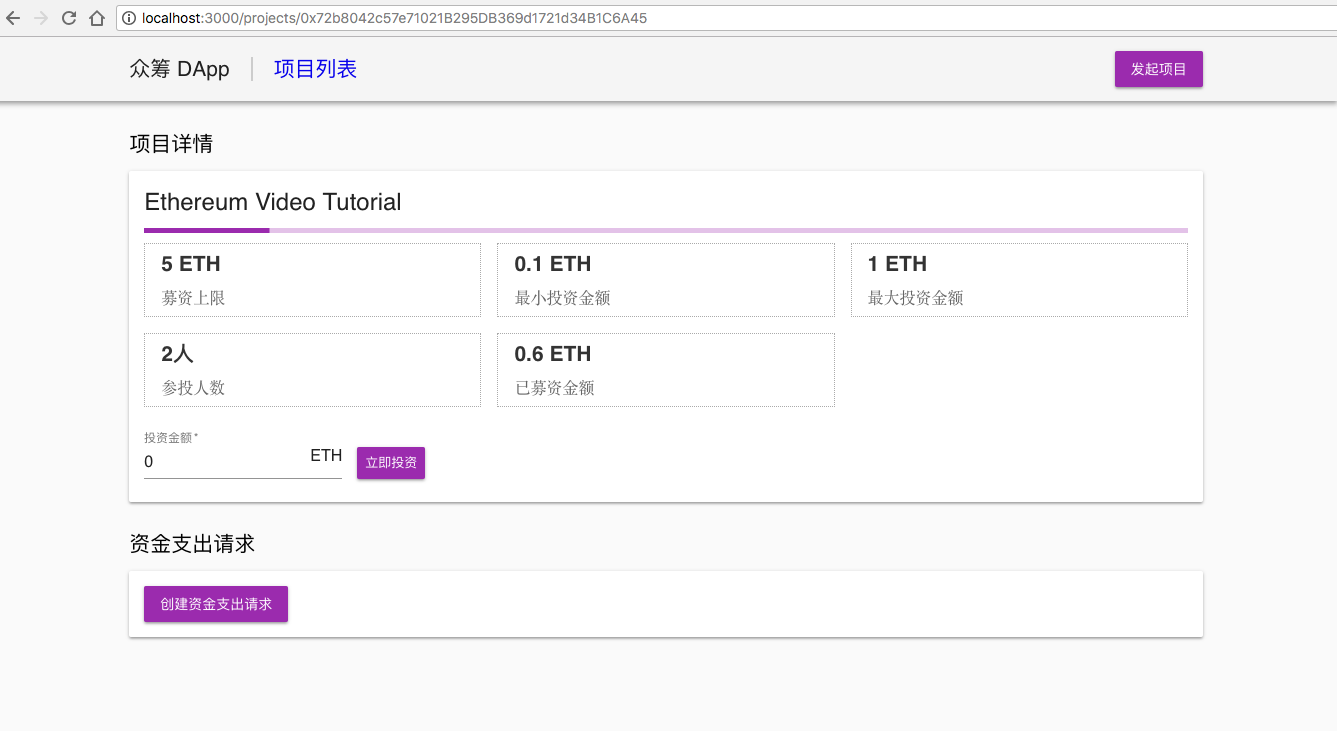 localhost:3000/projects/0x72b8042c57e71021B295DB369d1721d34B1C6A45
众筹 DApp 项目列表 发起项目
项目详情
Ethereum Video Tutorial
5 ETH 0.1 ETH 1 ETH
募资上限 最小投资金额 最大投资金额
2人 0.6 ETH
参投人数 已募资金额
投资金额 *
0 ETH 立即投资
资金支出请求
创建资金支出请求